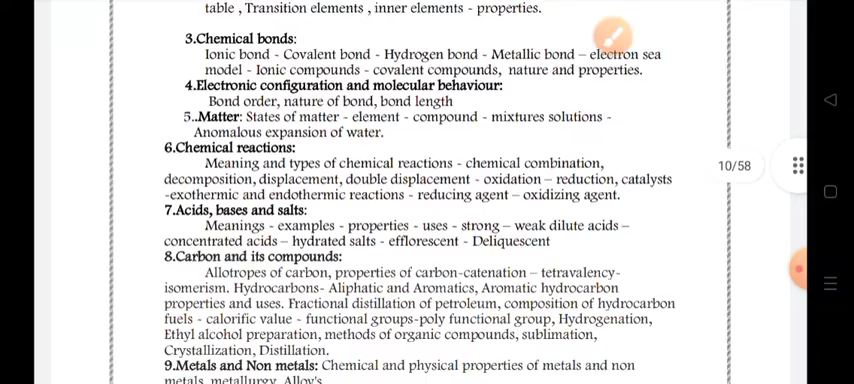 table , Transition elements , inner elements - properties.
3.Chemical bonds:
Ionic bond - Covalent bond - Hydrogen bond - Metallic bond – electron sea
model - Ionic compounds - covalent compounds, nature and properties.
4.Electronic configuration and molecular behaviour:
Bond order, nature of bond, bond length
5..Matter: States of matter - element - compound - mixtures solutions -
Anomalous expansion of water.
6.Chemical reactions:
Meaning and types of chemical reactions - chemical combination,
decomposition, displacement, double displacement - oxidation – reduction, catalysts
-exothermic and endothermic reactions - reducing agent – oxidizing agent.
10/58
7.Acids, bases and salts:
Meanings - examples - properties - uses - strong – weak dilute acids –
concentrated acids – hydrated salts - efflorescent - Deliquescent
8.Carbon and its compounds:
Allotropes of carbon, properties of carbon-catenation – tetravalency-
isomerism. Hydrocarbons- Aliphatic and Aromatics, Aromatic hydrocarbon
properties and uses. Fractional distillation of petroleum, composition of hydrocarbon
fuels - calorific value - functional groups-poly functional group, Hydrogenation,
Ethyl alcohol preparation, methods of organic compounds, sublimation,
Crystallization, Distillation.
9.Metals and Non metals: Chemical and physical properties of metals and non
metals, metallurgy, Alloy's